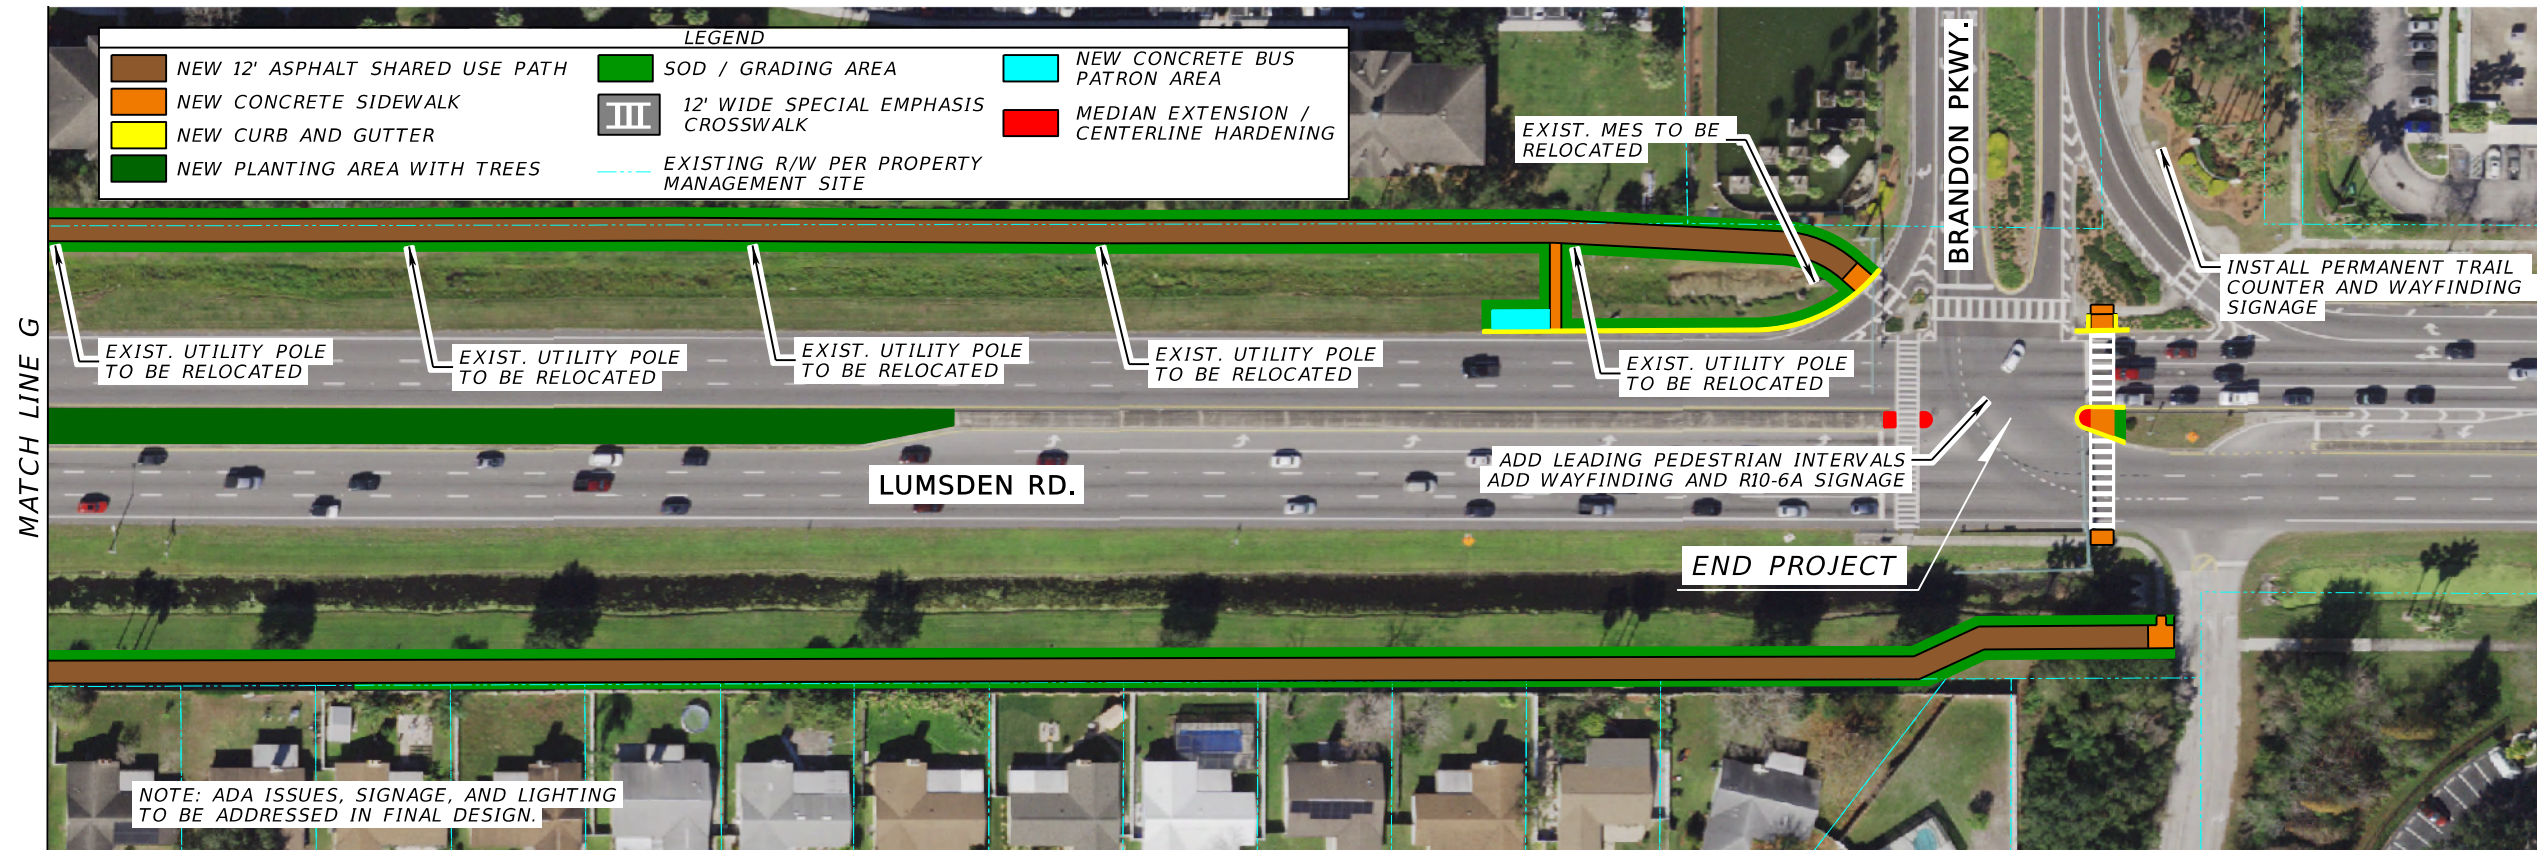 LEGEND
NEW 12' ASPHALT SHARED USE PATH
NEW CONCRETE SIDEWALK
NEW CURB AND GUTTER
NEW PLANTING AREA WITH TREES
SOD / GRADING AREA
12' WIDE SPECIAL EMPHASIS
CROSSWALK
EXISTING R/W PER PROPERTY
MANAGEMENT SITE
NEW CONCRETE BUS
PATRON AREA
MEDIAN EXTENSION /
CENTERLINE HARDENING
EXIST. MES TO BE
RELOCATED
BRANDON PKWY.
INSTALL PERMANENT TRAIL
COUNTER AND WAYFINDING
SIGNAGE
MATCH LINE G
EXIST. UTILITY POLE
TO BE RELOCATED
EXIST. UTILITY POLE
TO BE RELOCATED
EXIST. UTILITY POLE
TO BE RELOCATED
EXIST. UTILITY POLE
TO BE RELOCATED
EXIST. UTILITY POLE
TO BE RELOCATED
LUMSDEN RD.
ADD LEADING PEDESTRIAN INTERVALS
ADD WAYFINDING AND R10-6A SIGNAGE
END PROJECT
NOTE: ADA ISSUES, SIGNAGE, AND LIGHTING
TO BE ADDRESSED IN FINAL DESIGN.